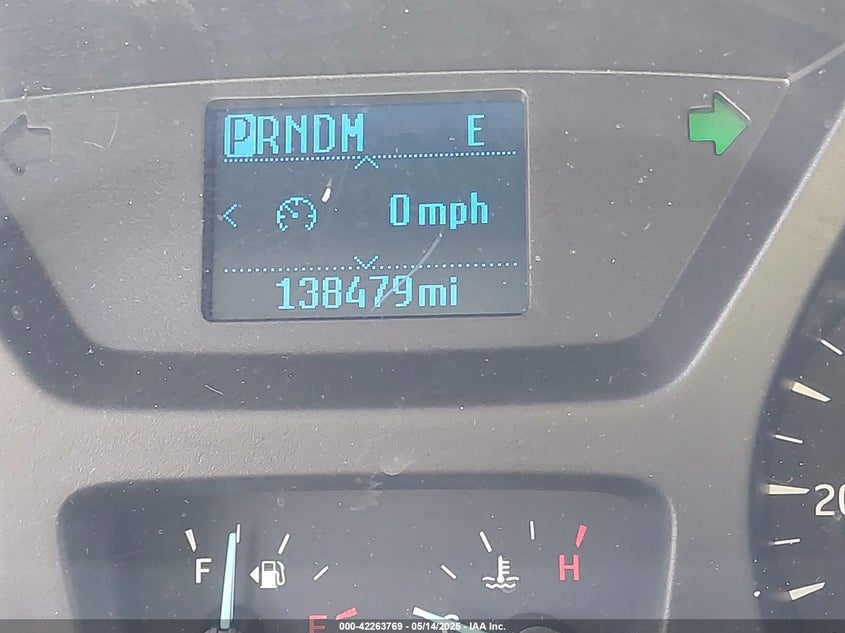 PRNDM E
0 mph
138479mi
20
F H
E
000-42263769 - 05/14/2025 - IAA Inc.